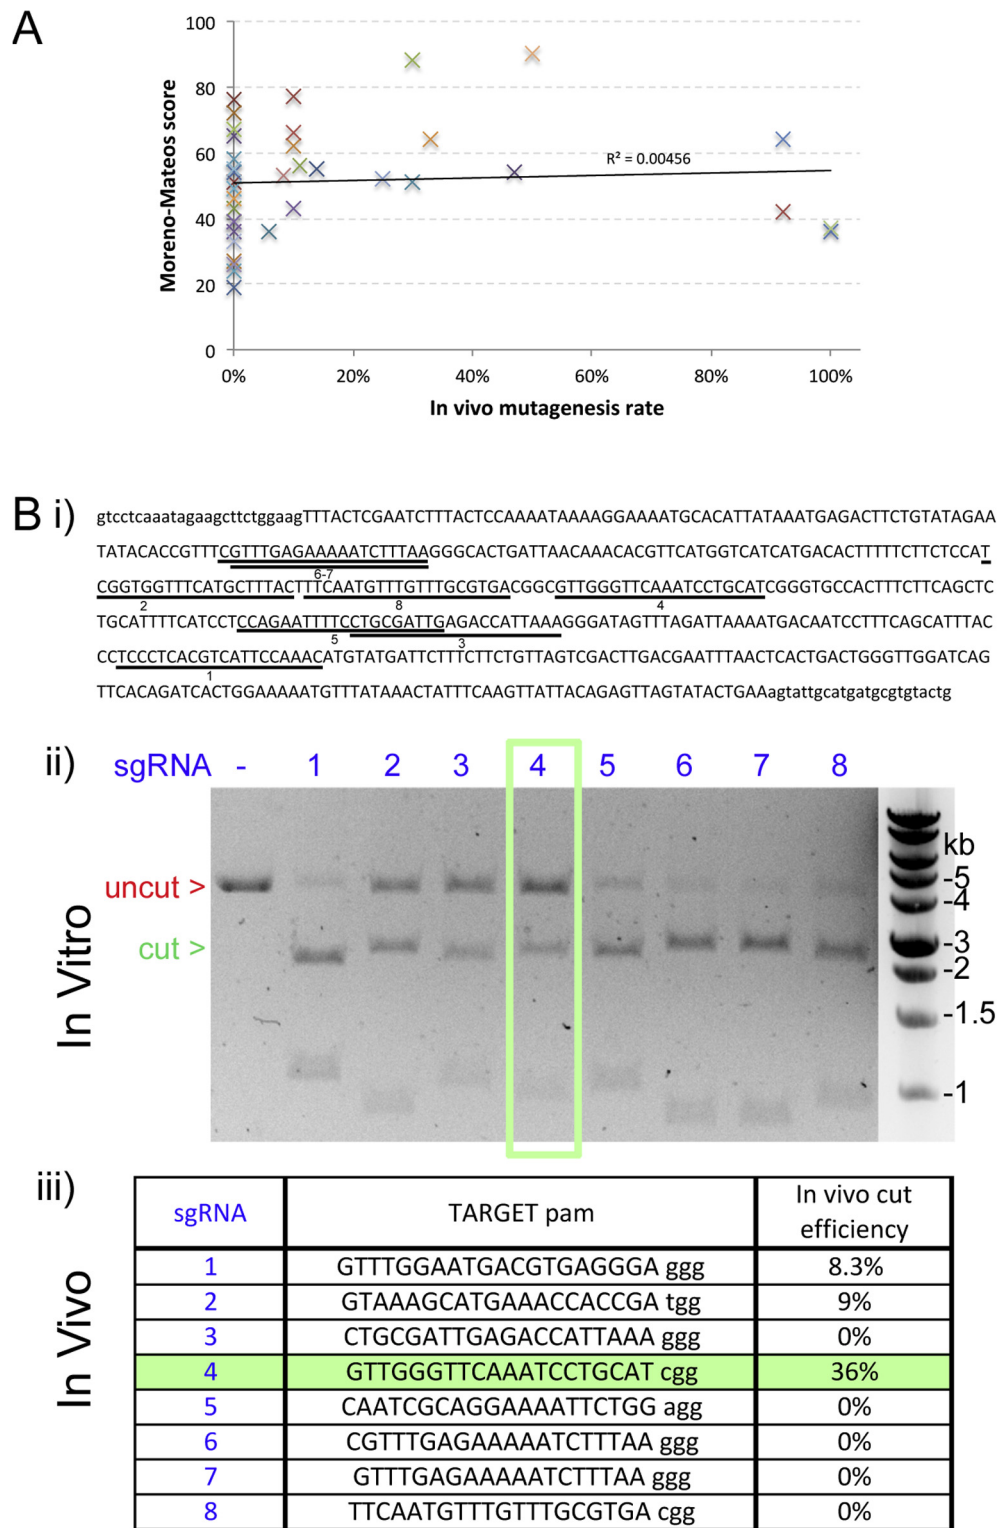 A
100
80
60
40
20
0
Moreno-Mateos score
R² = 0.00456
0% 20% 40% 60% 80% 100%
In vivo mutagenesis rate
B i)
gtcctcaaatagaagcttctggaagTTTACTCGAATCTTTACTCCAAAATAAAAGGAAAATGCACATTATAAATGAGACTTCTGTATAGAA
TATACACCGTTTCGTTTGAGAAAAATCTTTAAGGGCACTGATTAACAAACACGTTCATGGTCATCATGACACTTTTTCTTCTCCAT
6-7
CGGTGGTTTCATGCTTTACTTTCAATGTTTGTTTGCGTGACGGCGTTGGGTTCAAATCCTGCATCGGGTGCCACTTTCTTCAGCTC
2 8 4
TGCATTTTCATCCTCCAGAATTTTCCTGCGATTGAGACCATTAAAGGGATAGTTTAGATTAAAATGACAATCCTTTCAGCATTTAC
5 3
CCTCCCTCACGTCATTCCAAACATGTATGATTCTTTCTTCTGTTAGTCGACTTGACGAATTTAACTCACTGACTGGGTTGGATCAG
1
TTCACAGATCACTGGAAAAATGTTTATAAACTATTTCAAGTTATTACAGAGTTAGTATACTGAAagtattgcatgatgcgtgtactg
ii)
sgRNA - 1 2 3 4 5 6 7 8
In Vitro
uncut >
cut >
kb
-5
-4
-3
-2
-1.5
-1
iii)
In Vivo
sgRNA TARGET pam In vivo cut efficiency
1 GTTTGGAATGACGTGAGGGA ggg 8.3%
2 GTAAAGCATGAAACCACCGA tgg 9%
3 CTGCGATTGAGACCATTAAA ggg 0%
4 GTTGGGTTCAAATCCTGCAT cgg 36%
5 CAATCGCAGGAAAATTCTGG agg 0%
6 CGTTTGAGAAAAATCTTTAA ggg 0%
7 GTTTGAGAAAAATCTTTAA ggg 0%
8 TTCAATGTTTGTTTGCGTGA cgg 0%